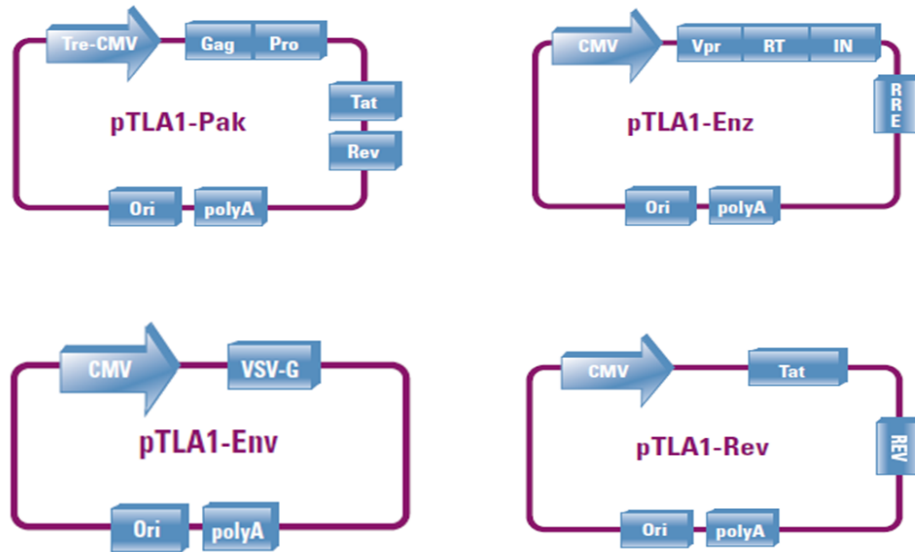 Tre-CMV Gag Pro
Tat
pTLA1-Pak
Rev
Ori polyA
CMV Vpr RT IN
RRE
pTLA1-Enz
Ori polyA
CMV VSV-G
pTLA1-Env
Ori polyA
CMV Tat
pTLA1-Rev
REV
Ori polyA